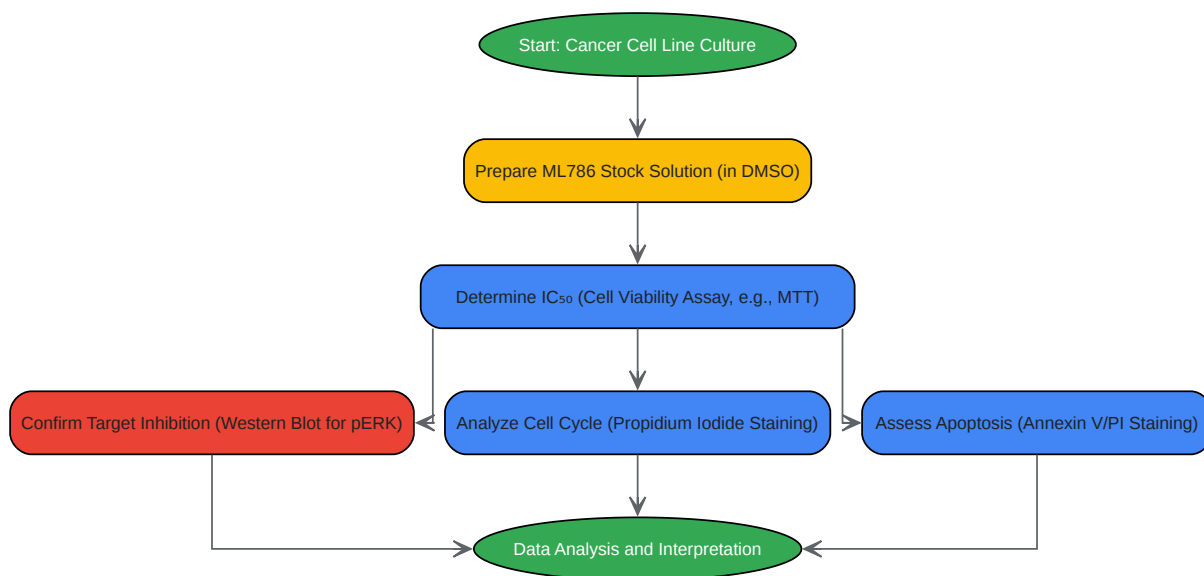 Start: Cancer Cell Line Culture
Prepare ML786 Stock Solution (in DMSO)
Determine IC₅₀ (Cell Viability Assay, e.g., MTT)
Confirm Target Inhibition (Western Blot for pERK)
Analyze Cell Cycle (Propidium Iodide Staining)
Assess Apoptosis (Annexin V/PI Staining)
Data Analysis and Interpretation